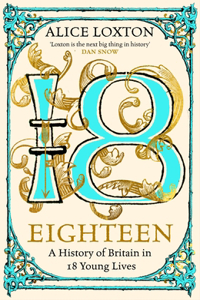 ALICE LOXTON
'Loxton is the next big thing in history'
DAN SNOW
18
EIGHTEEN
A History of Britain in
18 Young Lives